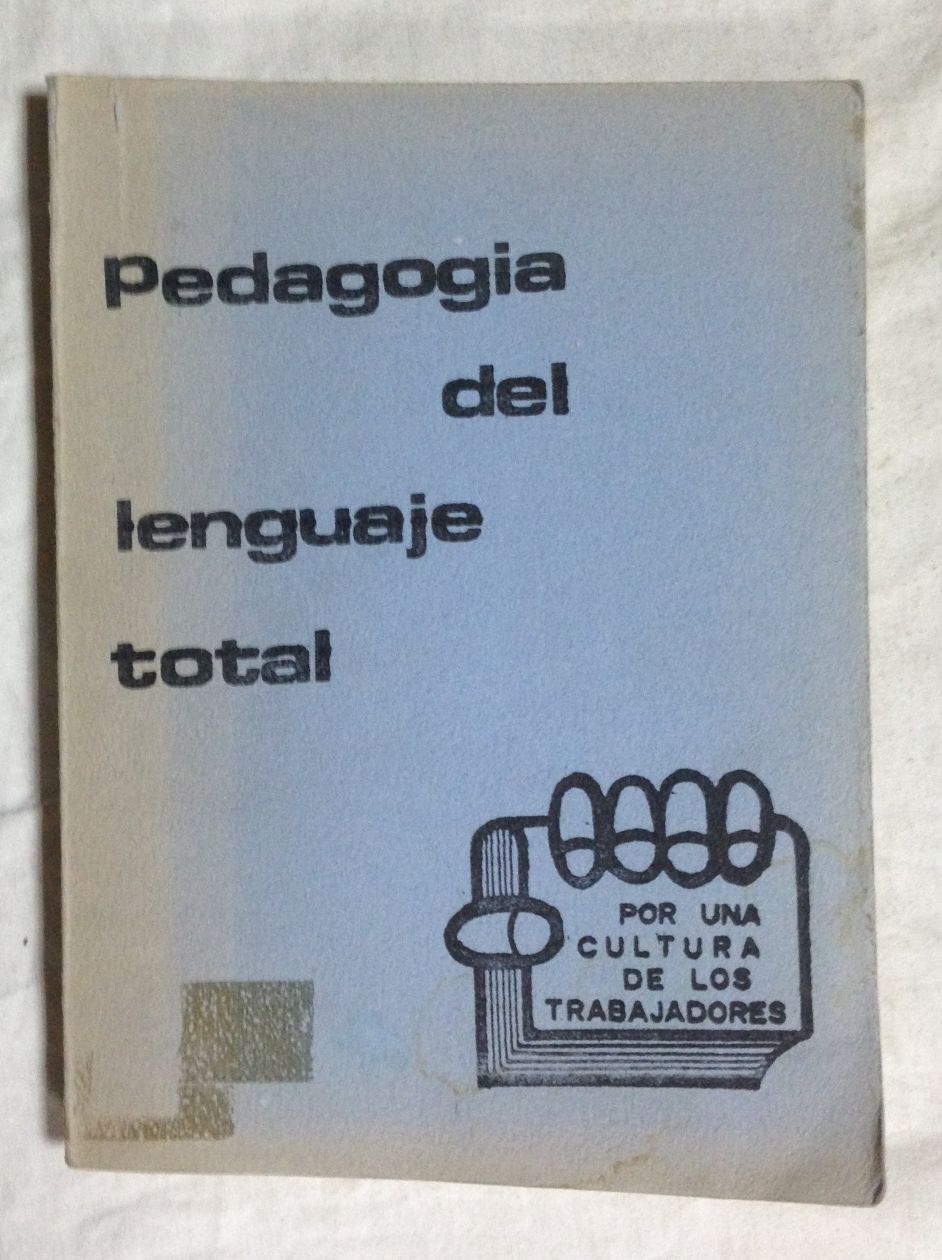 Pedagogia
del
lenguaje
total
POR UNA
CULTURA
DE LOS
TRABAJADORES